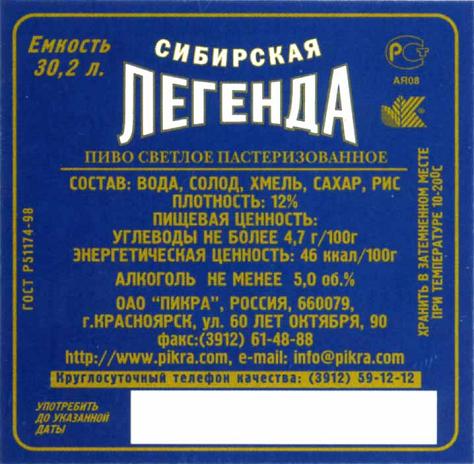 Емкость
30,2 л.
СИБИРСКАЯ
ЛЕГЕНДА
РСТ
АЯ08
ПИВО СВЕТЛОЕ ПАСТЕРИЗОВАННОЕ
СОСТАВ: ВОДА, СОЛОД, ХМЕЛЬ, САХАР, РИС
ПЛОТНОСТЬ: 12%
ПИЩЕВАЯ ЦЕННОСТЬ:
УГЛЕВОДЫ НЕ БОЛЕЕ 4,7 г/100г
ЭНЕРГЕТИЧЕСКАЯ ЦЕННОСТЬ: 46 ккал/100г
АЛКОГОЛЬ НЕ МЕНЕЕ 5,0 об.%
ОАО "ПИКРА", РОССИЯ, 660079,
г.КРАСНОЯРСК, ул. 60 ЛЕТ ОКТЯБРЯ, 90
факс:(3912) 61-48-88
http://www.pikra.com, e-mail: info@pikra.com
Круглосуточный телефон качества: (3912) 59-12-12
ГОСТ Р51174-98
ХРАНИТЬ В ЗАТЕМНЕННОМ МЕСТЕ
ПРИ ТЕМПЕРАТУРЕ 10-20°С
УПОТРЕБИТЬ
ДО УКАЗАННОЙ
ДАТЫ